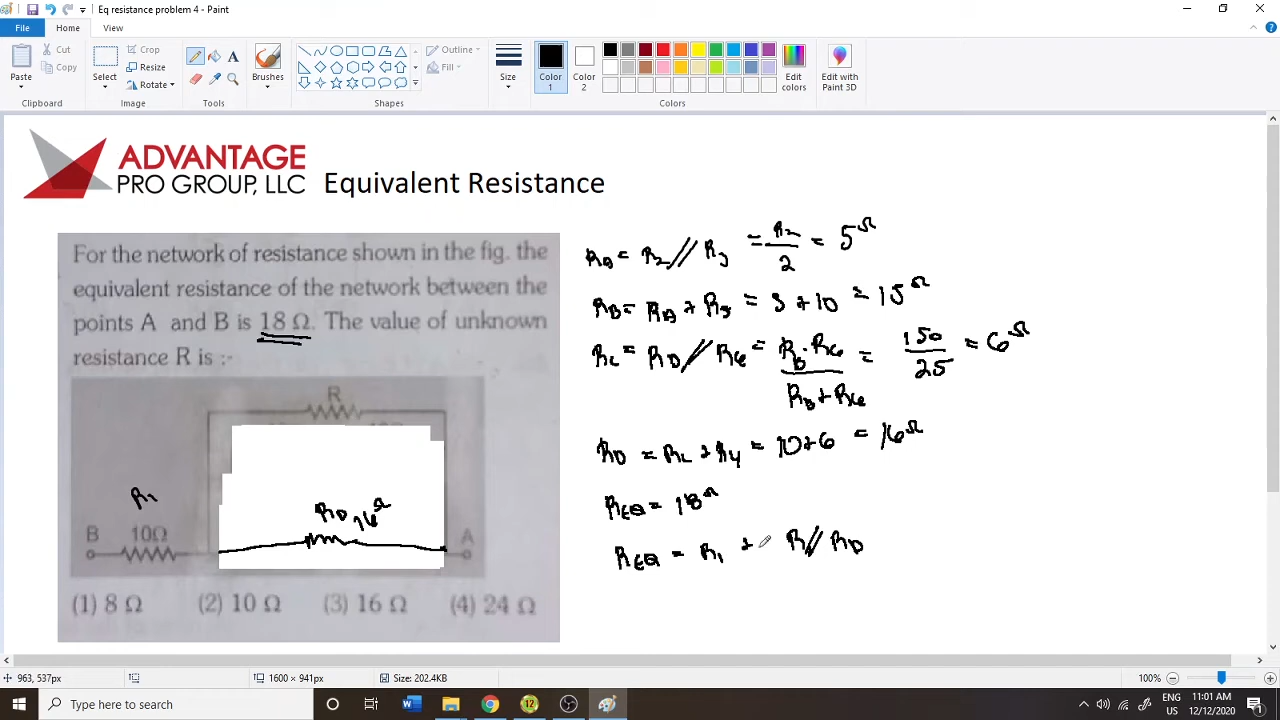 Eq resistance problem 4 - Paint
File Home View
Paste Cut Copy Clipboard
Select Crop Resize Rotate Image
Tools
Brushes
Shapes Outline Fill
Size
Color 1 Color 2 Edit colors Colors
Edit with Paint 3D
ADVANTAGE
PRO GROUP, LLC
Equivalent Resistance
For the network of resistance shown in the fig. the
equivalent resistance of the network between the
points A and B is 18 Ω. The value of unknown
resistance R is :-
R
R1
RD 16Ω
B 10Ω A
(1) 8 Ω (2) 10 Ω (3) 16 Ω (4) 24 Ω
RA = R2 // R3 = R2/2 = 5Ω
RB = RA + R5 = 5 + 10 = 15Ω
RC = RB // R6 = RB·R6/RB+R6 = 150/25 = 6Ω
RD = RC + R4 = 10+6 = 16Ω
REQ = 18Ω
REQ = R1 + R//RD
963, 537px 1600 × 941px Size: 202.4KB 100%
Type here to search
12
ENG 11:01 AM
US 12/12/2020